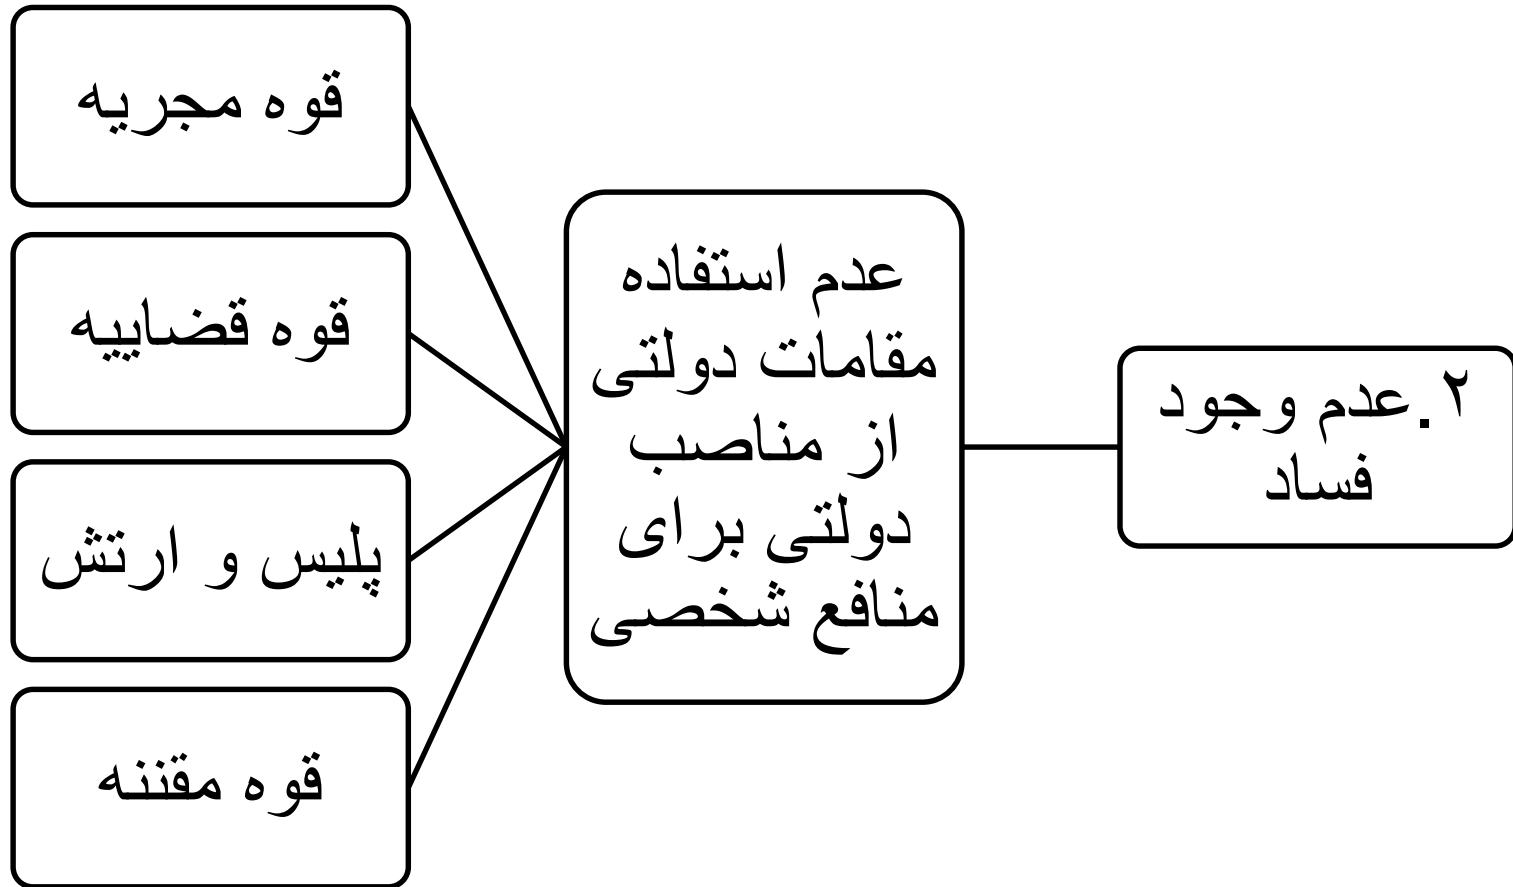 ۲.عدم وجود
فساد
عدم استفاده
مقامات دولتی
از مناصب
دولتی برای
منافع شخصی
قوه مجریه
قوه قضاییه
پلیس و ارتش
قوه مقننه